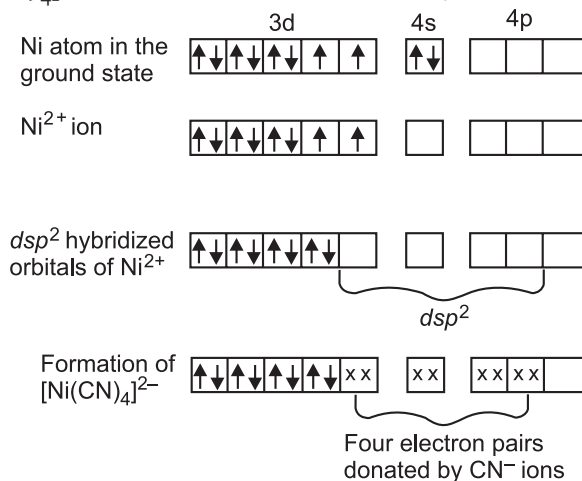 3d 4s 4p
Ni atom in the
ground state
Ni²⁺ ion
dsp² hybridized
orbitals of Ni²⁺
dsp²
Formation of
[Ni(CN)₄]²⁻
x x x x x x x x
Four electron pairs
donated by CN⁻ ions